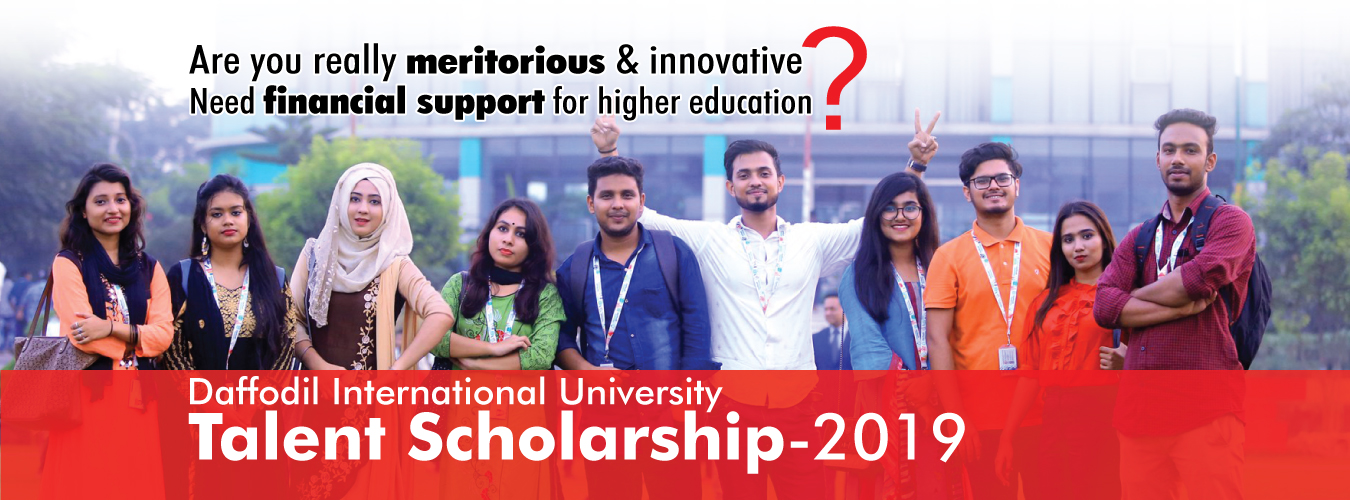 Are you really meritorious & innovative?
Need financial support for higher education
Daffodil International University
Talent Scholarship-2019